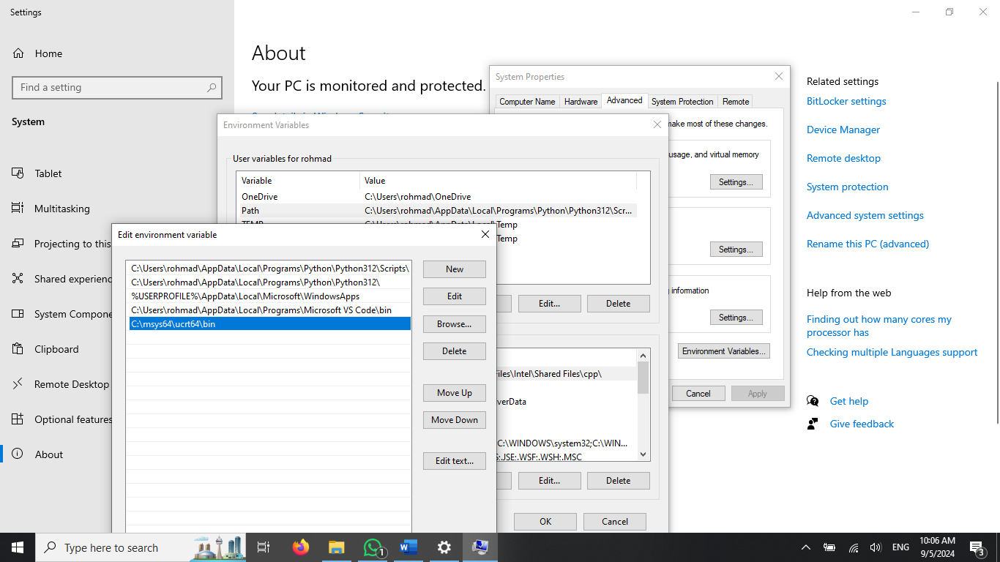 Settings
Home
Find a setting
System
Tablet
Multitasking
Projecting to this
Shared experienc
System Compone
Clipboard
Remote Desktop
Optional features
About
About
Your PC is monitored and protected.
System Properties
Computer Name
Hardware
Advanced
System Protection
Remote
make most of these changes.
usage, and virtual memory
Settings...
Settings...
g information
Settings...
Environment Variables...
Cancel
Apply
Environment Variables
User variables for rohmad
Variable Value
OneDrive C:\Users\rohmad\OneDrive
Path C:\Users\rohmad\AppData\Local\Programs\Python\Python312\Scr...
TEMP C:\Users\rohmad\AppData\Local\Temp
Temp
Edit...
Delete
Files\Intel\Shared Files\cpp\
verData
C:\WINDOWS\system32;C:\WIN...
S;.JSE;.WSF;.WSH;.MSC
Edit...
Delete
OK
Cancel
Edit environment variable
C:\Users\rohmad\AppData\Local\Programs\Python\Python312\Scripts\
C:\Users\rohmad\AppData\Local\Programs\Python\Python312\
%USERPROFILE%\AppData\Local\Microsoft\WindowsApps
C:\Users\rohmad\AppData\Local\Programs\Microsoft VS Code\bin
C:\msys64\ucrt64\bin
New
Edit
Browse...
Delete
Move Up
Move Down
Edit text...
Related settings
BitLocker settings
Device Manager
Remote desktop
System protection
Advanced system settings
Rename this PC (advanced)
Help from the web
Finding out how many cores my
processor has
Checking multiple Languages support
Get help
Give feedback
Type here to search
1
ENG
10:06 AM
9/5/2024
3